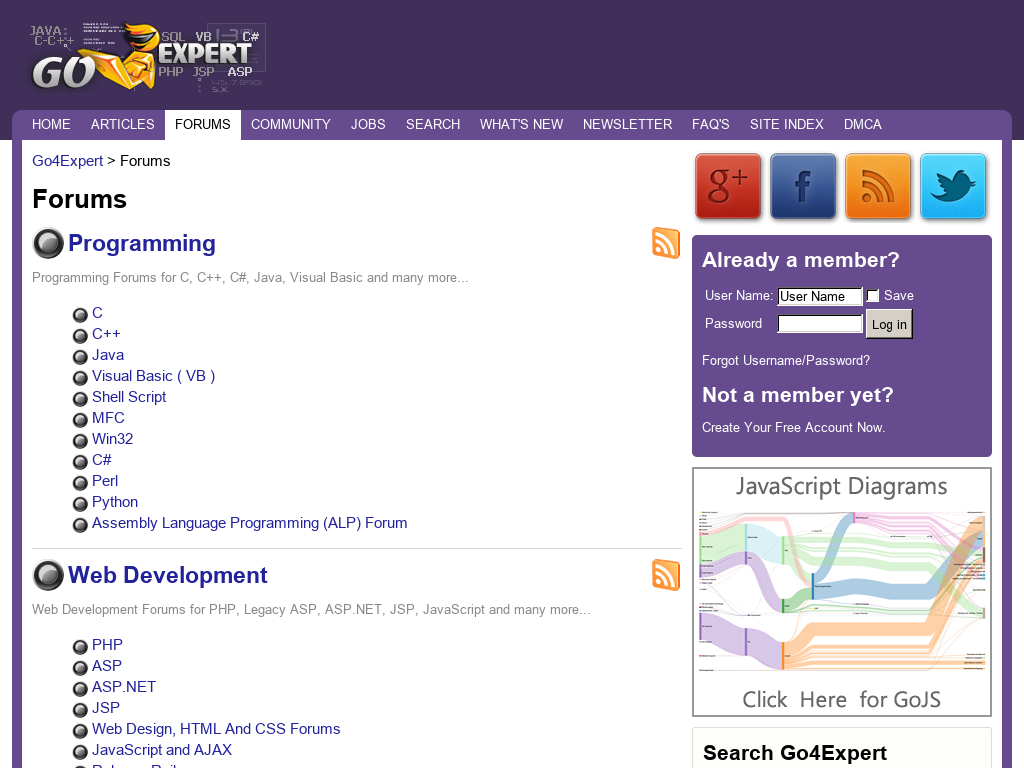 JAVA
C-C++
SQL VB C#
GO EXPERT
PHP JSP ASP
HOME ARTICLES FORUMS COMMUNITY JOBS SEARCH WHAT'S NEW NEWSLETTER FAQ'S SITE INDEX DMCA
Go4Expert > Forums
Forums
Programming
Programming Forums for C, C++, C#, Java, Visual Basic and many more...
C
C++
Java
Visual Basic ( VB )
Shell Script
MFC
Win32
C#
Perl
Python
Assembly Language Programming (ALP) Forum
Web Development
Web Development Forums for PHP, Legacy ASP, ASP.NET, JSP, JavaScript and many more...
PHP
ASP
ASP.NET
JSP
Web Design, HTML And CSS Forums
JavaScript and AJAX
g+ f
Already a member?
User Name: User Name Save
Password Log in
Forgot Username/Password?
Not a member yet?
Create Your Free Account Now.
JavaScript Diagrams
Click Here for GoJS
Search Go4Expert